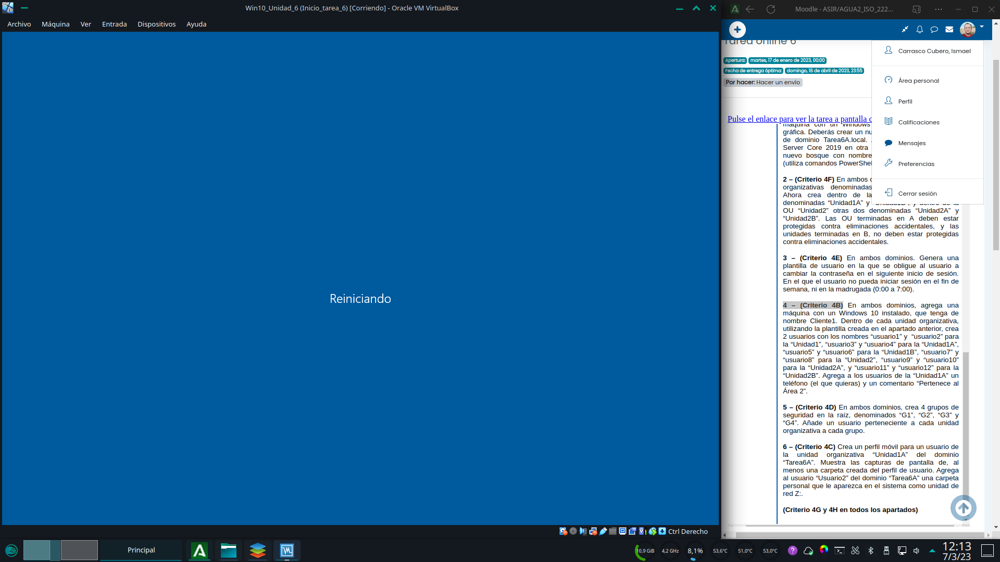 Win10_Unidad_6 (Inicio_tarea_6) [Corriendo] - Oracle VM VirtualBox
Archivo Máquina Ver Entrada Dispositivos Ayuda
Reiniciando
Ctrl Derecho
Moodle - ASIR/AGUA2_ISO_222...
Tarea online 6
Apertura: martes, 17 de enero de 2023, 00:00
Fecha de entrega óptima: domingo, 16 de abril de 2023, 23:55
Por hacer: Hacer un envío
Carrasco Cubero, Ismael
Área personal
Perfil
Calificaciones
Mensajes
Preferencias
Cerrar sesión
Pulse el enlace para ver la tarea a pantalla
máquina con un Windows
gráfica. Deberás crear un
de dominio Tarea6A.local.
Server Core 2019 en otra
nuevo bosque con nombre
(utiliza comandos
2 – (Criterio 4F) En ambos
organizativas denominadas
Ahora crea dentro de la
denominadas “Unidad1A” y “Unidad1B”, y dentro de la
OU “Unidad2” otras dos denominadas “Unidad2A” y
“Unidad2B”. Las OU terminadas en A deben estar
protegidas contra eliminaciones accidentales, y las
unidades terminadas en B, no deben estar protegidas
contra eliminaciones accidentales.
3 – (Criterio 4E) En ambos dominios. Genera una
plantilla de usuario en la que se obligue al usuario a
cambiar la contraseña en el siguiente inicio de sesión.
En el que el usuario no pueda iniciar sesión en el fin de
semana, ni en la madrugada (0:00 a 7:00).
4 – (Criterio 4B) En ambos dominios, agrega una
máquina con un Windows 10 instalado, que tenga de
nombre Cliente1. Dentro de cada unidad organizativa,
utilizando la plantilla creada en el apartado anterior, crea
2 usuarios con los nombres “usuario1” y “usuario2” para
la “Unidad1”, “usuario3” y “usuario4” para la “Unidad1A”,
“usuario5” y “usuario6” para la “Unidad1B”, “usuario7” y
“usuario8” para la “Unidad2”, “usuario9” y “usuario10”
para la “Unidad2A”, y “usuario11” y “usuario12” para la
“Unidad2B”. Agrega a los usuarios de la “Unidad1A” un
teléfono (el que quieras) y un comentario “Pertenece al
Área 2”.
5 – (Criterio 4D) En ambos dominios, crea 4 grupos de
seguridad en la raíz, denominados “G1”, “G2”, “G3” y
“G4”. Añade un usuario perteneciente a cada unidad
organizativa a cada grupo.
6 – (Criterio 4C) Crea un perfil móvil para un usuario de
la unidad organizativa “Unidad1A” del dominio
“Tarea6A”. Muestra las capturas de pantalla de, al
menos una carpeta creada del perfil de usuario. Agrega
al usuario “Usuario2” del dominio “Tarea6A” una carpeta
personal que le aparezca en el sistema como unidad de
red Z:.
(Criterio 4G y 4H en todos los apartados)
Principal
10,9 GiB 4,2 GHz 8,1% 53,6°C 51,0°C 53,0°C
12:13
7/3/23